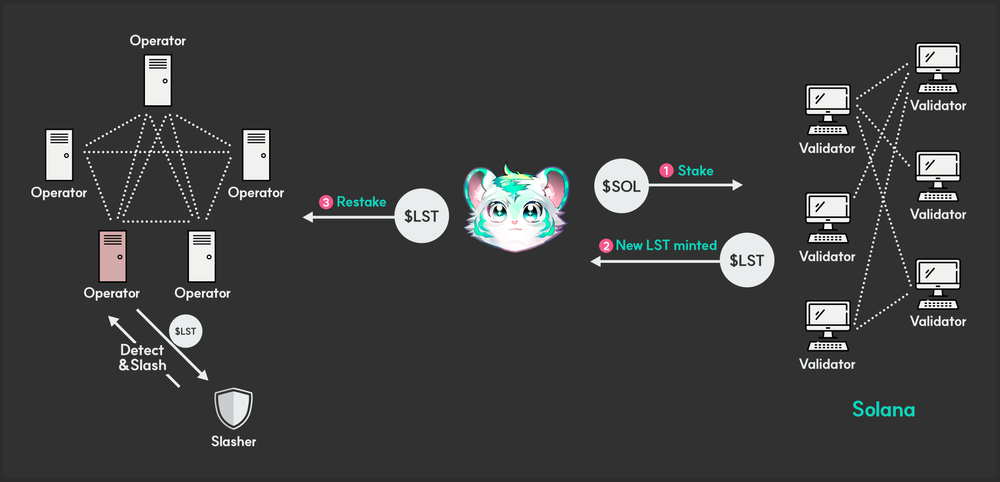 Operator
Operator
Operator
Operator
Operator
$LST
Detect
&Slash
Slasher
3 Restake
$LST
$SOL
1 Stake
2 New LST minted
$LST
Validator
Validator
Validator
Validator
Validator
Validator
Solana